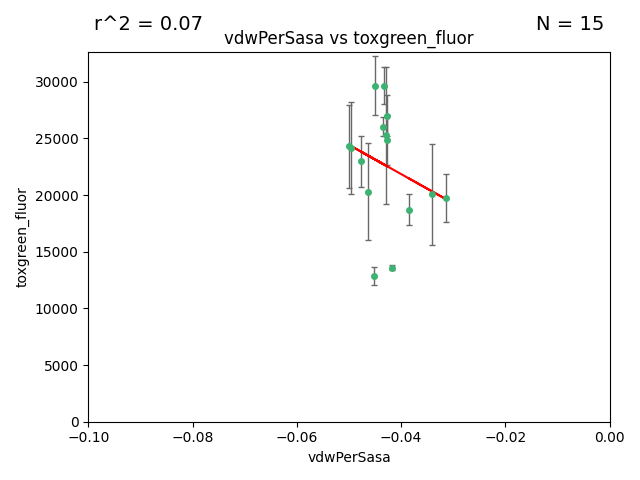 r^2 = 0.07
N = 15
vdwPerSasa vs toxgreen_fluor
toxgreen_fluor
30000
25000
20000
15000
10000
5000
0
−0.10
−0.08
−0.06
−0.04
−0.02
0.00
vdwPerSasa